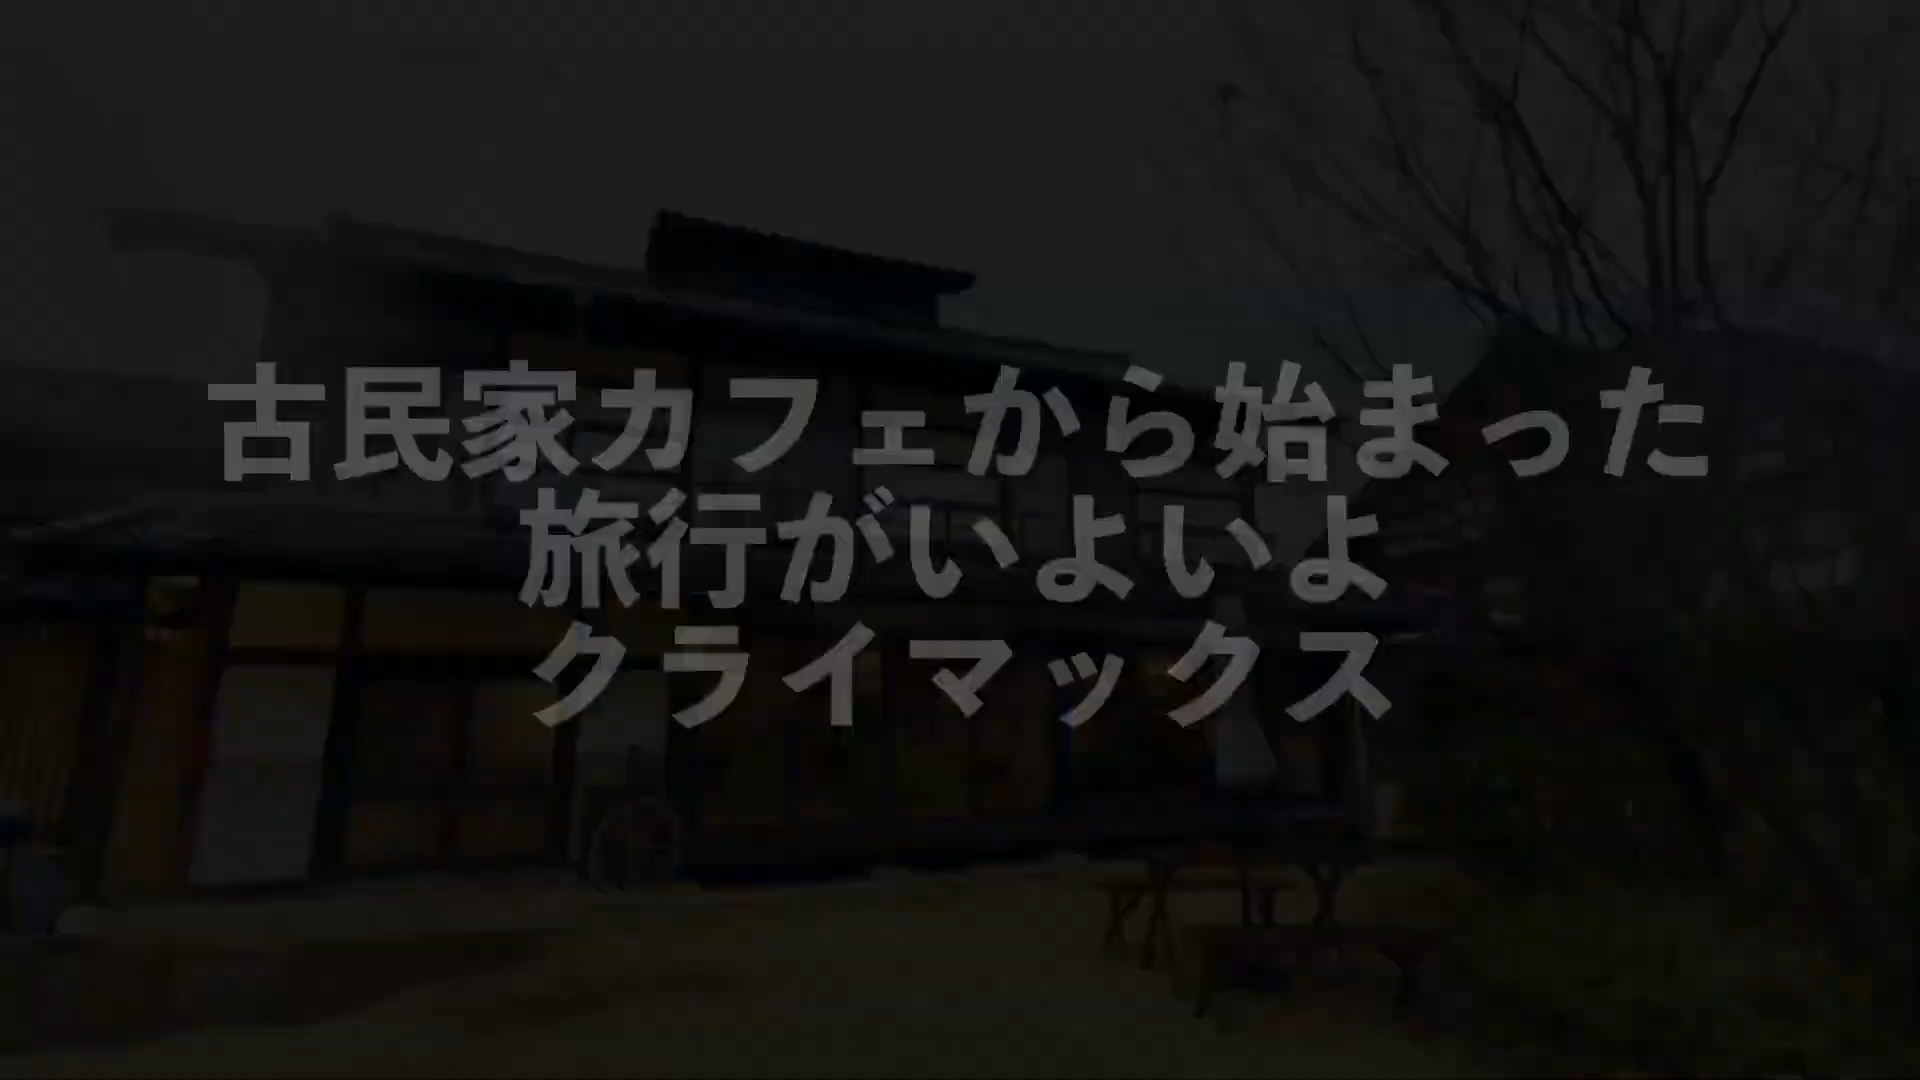 古民家カフェから始まった
旅行がいよいよ
クライマックス